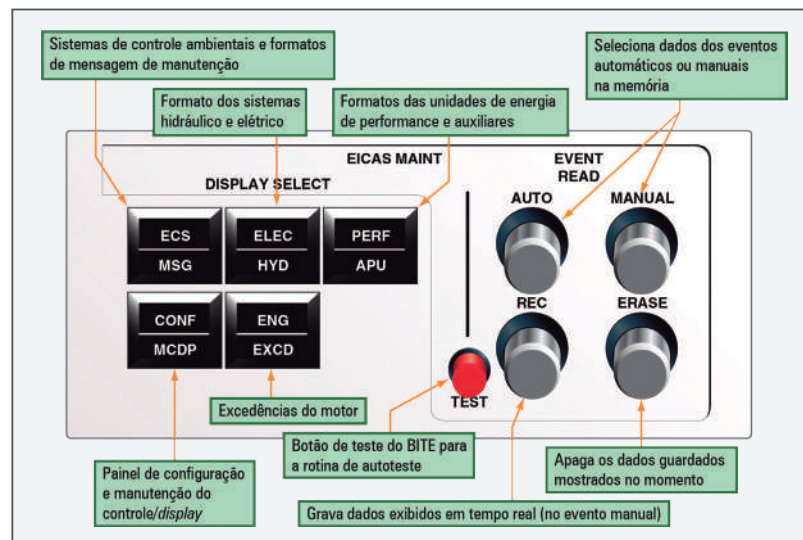 Sistemas de controle ambientais e formatos
de mensagem de manutenção
Formato dos sistemas
hidráulico e elétrico
Formatos das unidades de energia
de performance e auxiliares
Seleciona dados dos eventos
automáticos ou manuais
na memória
EICAS MAINT
EVENT
READ
DISPLAY SELECT
AUTO
MANUAL
ECS
MSG
ELEC
HYD
PERF
APU
REC
ERASE
CONF
MCDP
ENG
EXCD
TEST
Excedências do motor
Botão de teste do BITE para
a rotina de autoteste
Apaga os dados guardados
mostrados no momento
Painel de configuração
e manutenção do
controle/display
Grava dados exibidos em tempo real (no evento manual)